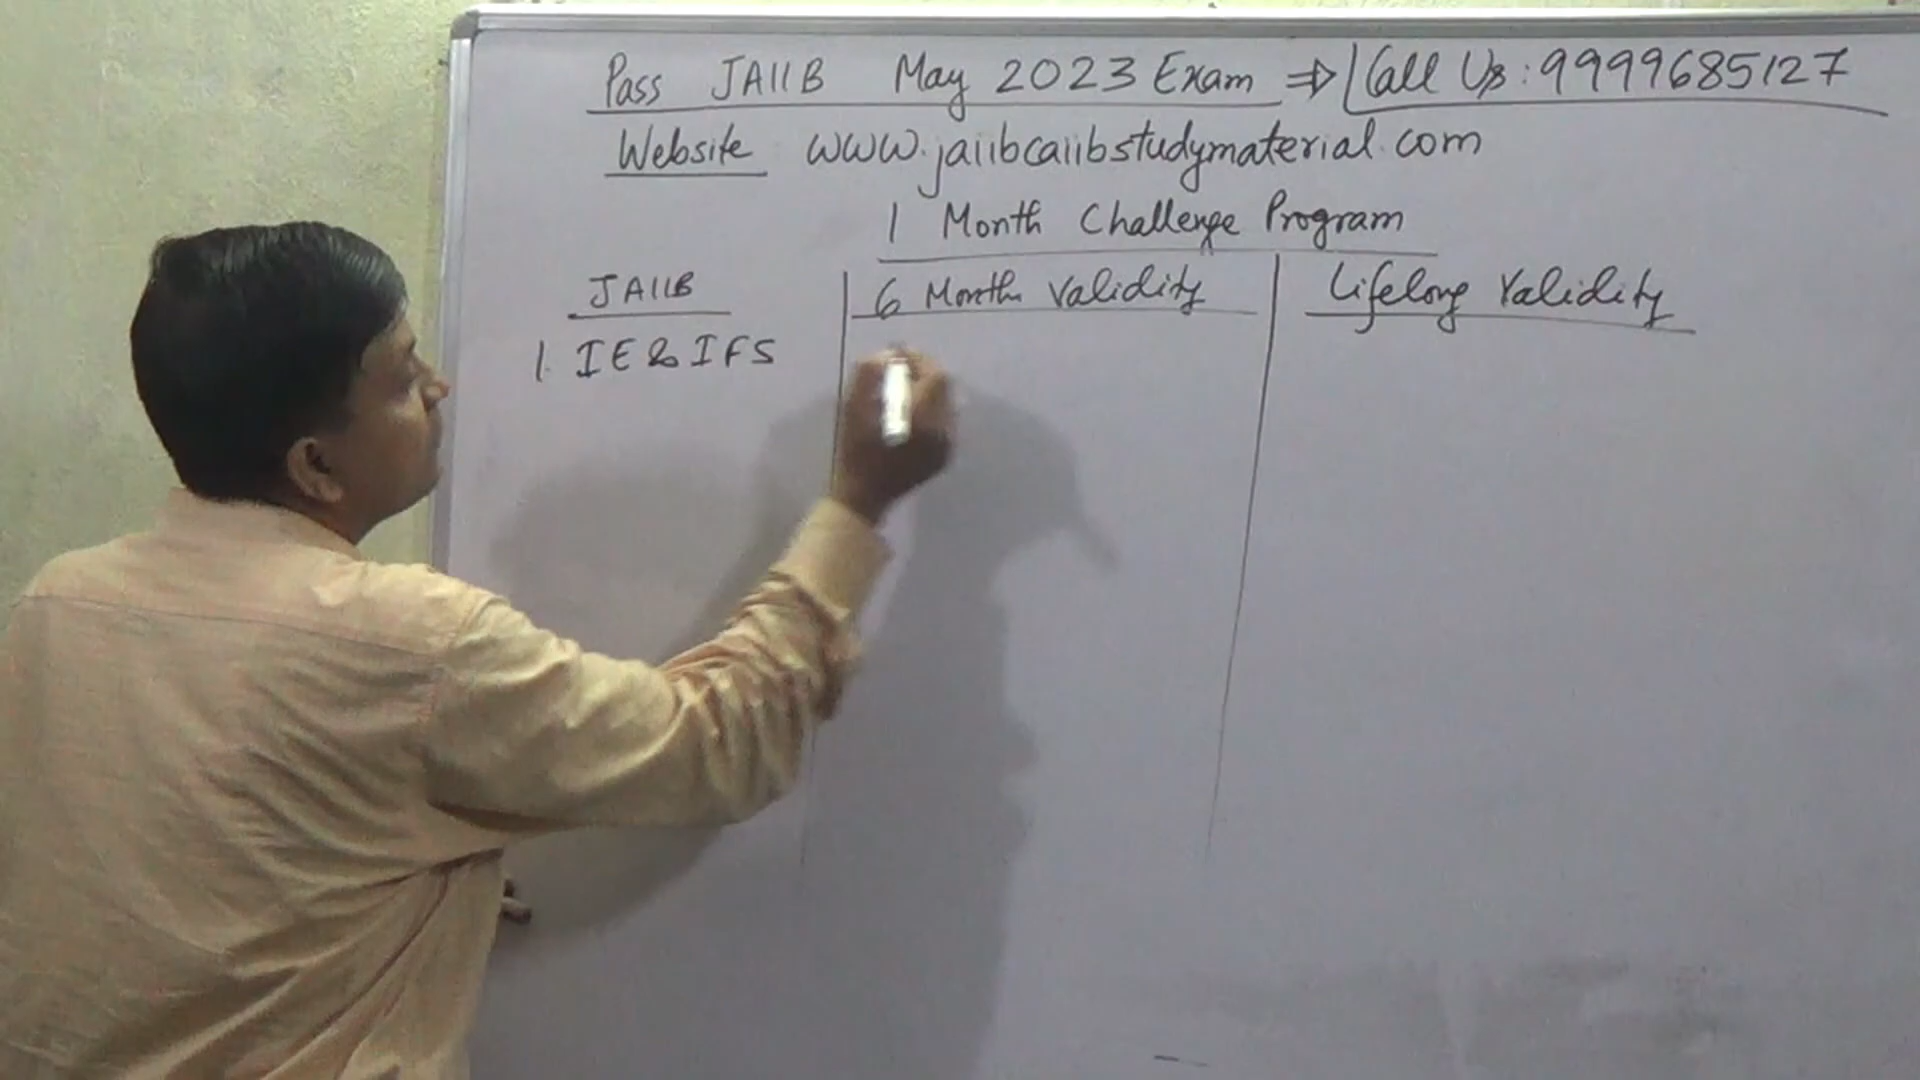 Pass JAIIB May 2023 Exam ⇒ Call Us: 9999685127
Website www.jaiibcaiibstudymaterial.com
1 Month Challenge Program
JAIIB 6 Month Validity Lifelong Validity
1. IE & IFS